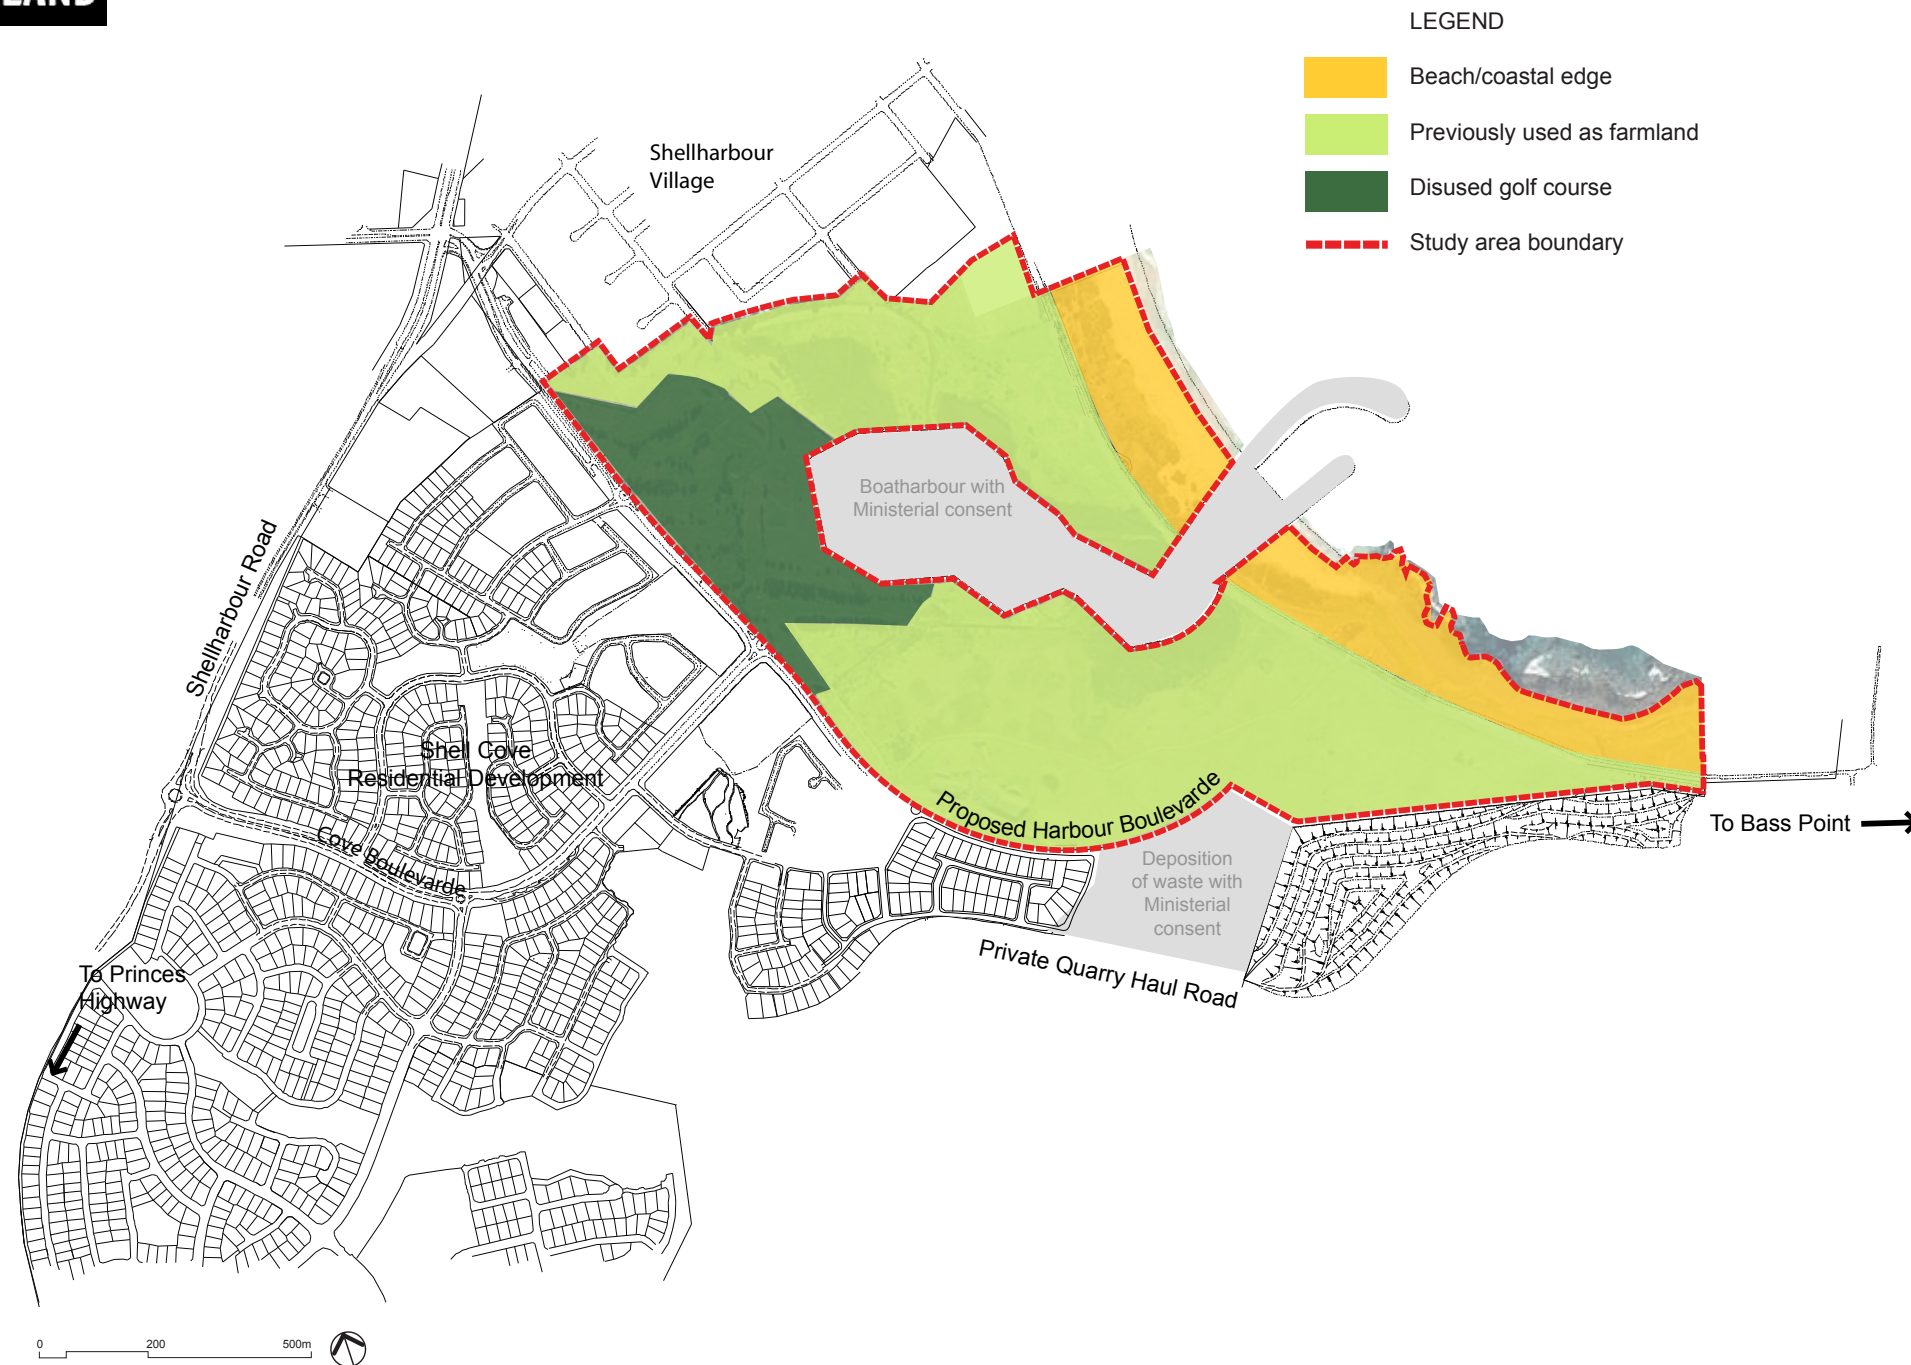 LEGEND
Beach/coastal edge
Previously used as farmland
Disused golf course
Study area boundary
Shellharbour
Village
Boatharbour with
Ministerial consent
Shellharbour Road
Shell Cove
Residential Development
Cove Boulevarde
Proposed Harbour Boulevarde
To Bass Point
Deposition
of waste with
Ministerial
consent
Private Quarry Haul Road
To Princes
Highway
0 200 500m